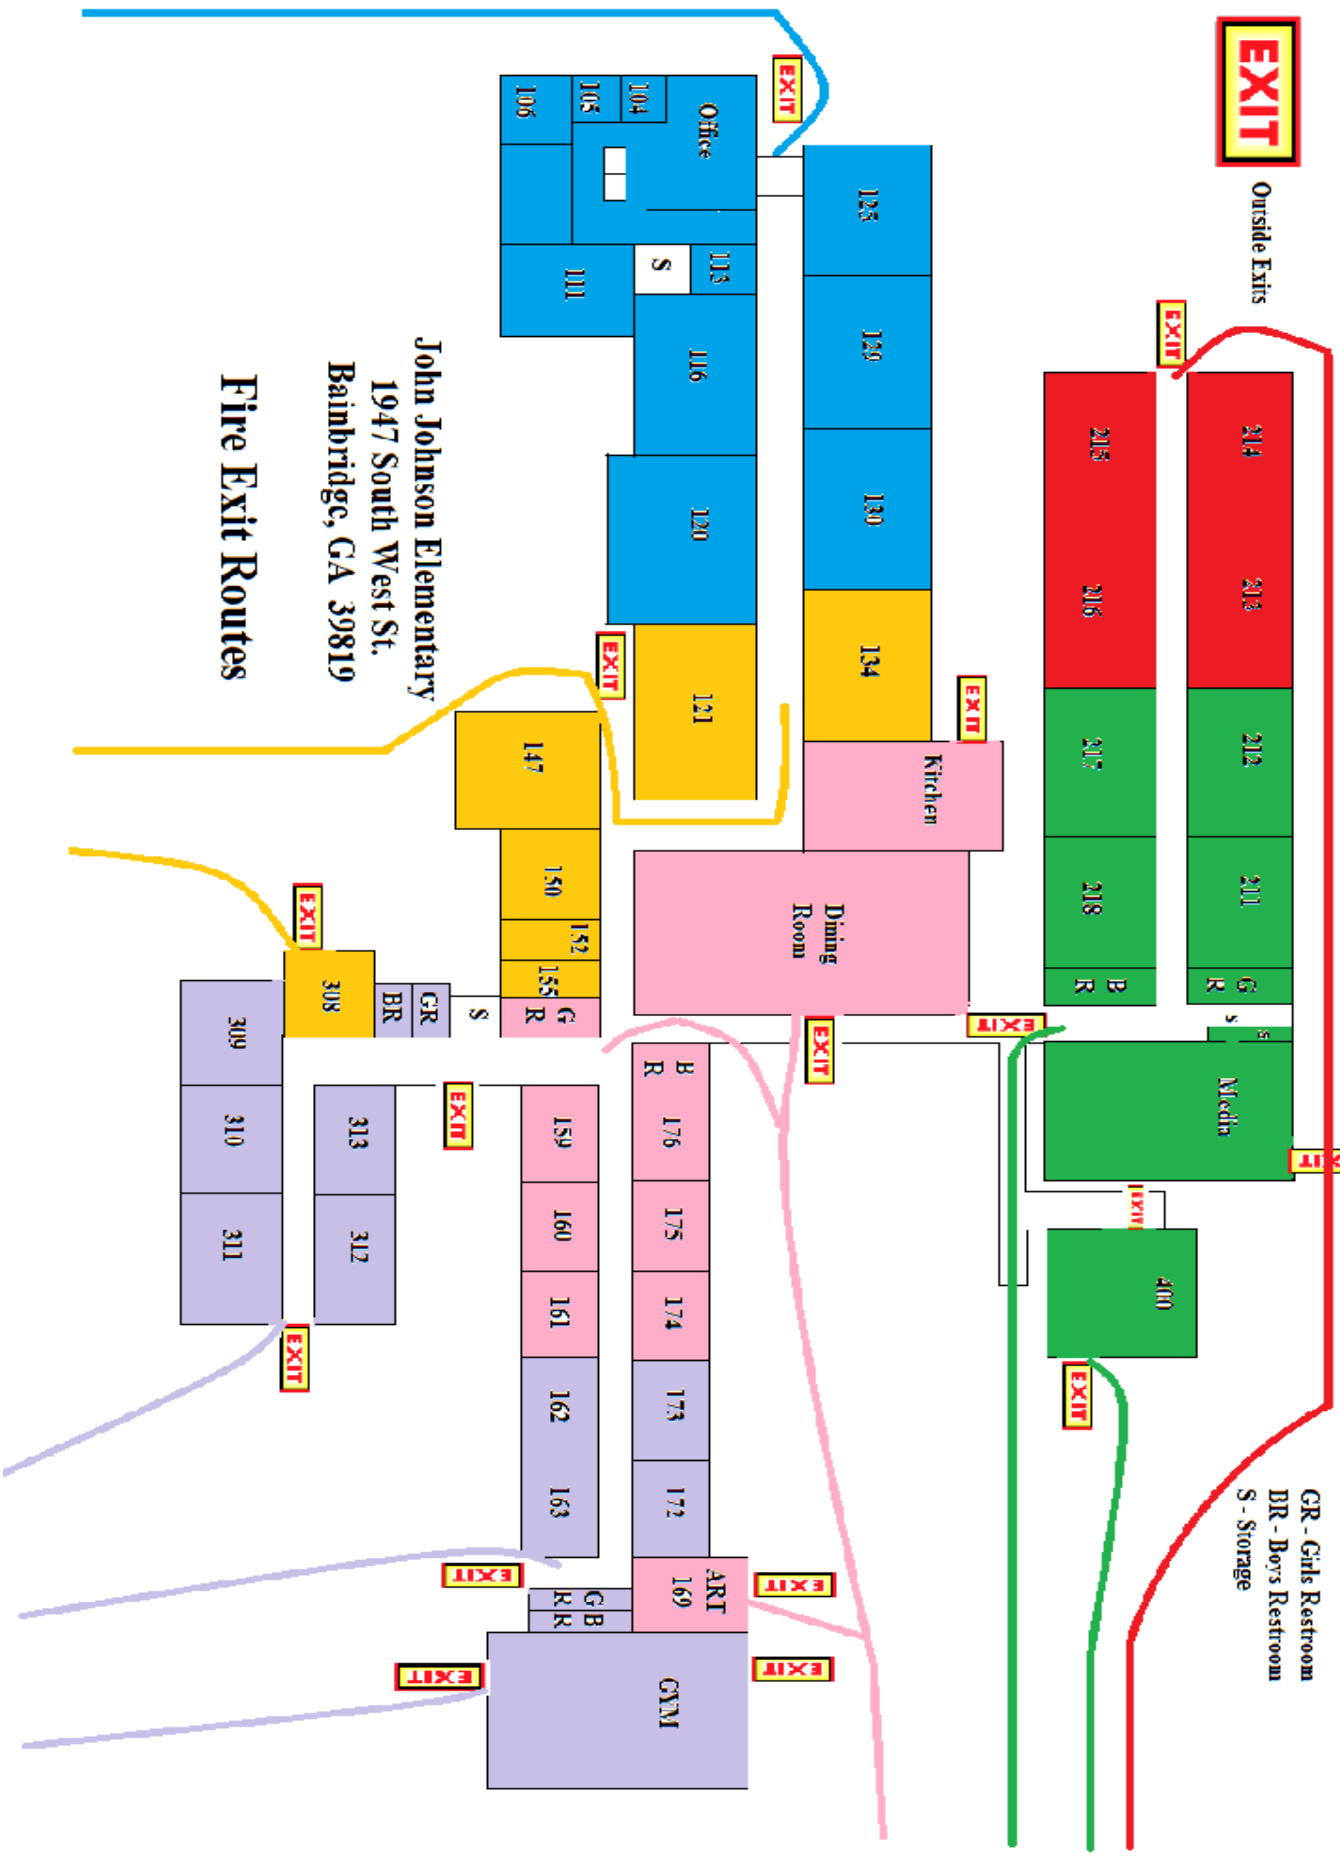 EXIT
Outside Exits
GR - Girls Restroom
BR - Boys Restroom
S - Storage
EXIT
214
213
212
211
G
R
s
s
EXIT
215
216
217
218
B
R
Media
EXIT
EXIT
400
EXIT
EXIT
EXIT
125
129
130
134
EXIT
Kitchen
Dining
Room
EXIT
Office
104
105
106
113
S
111
116
120
121
EXIT
147
150
152
155
G
R
S
GR
BR
308
EXIT
309
310
311
313
312
EXIT
EXIT
B
R
176
175
174
173
172
ART
169
EXIT
EXIT
159
160
161
162
163
EXIT
G B
R R
GYM
EXIT
John Johnson Elementary
1947 South West St.
Bainbridge, GA 39819
Fire Exit Routes